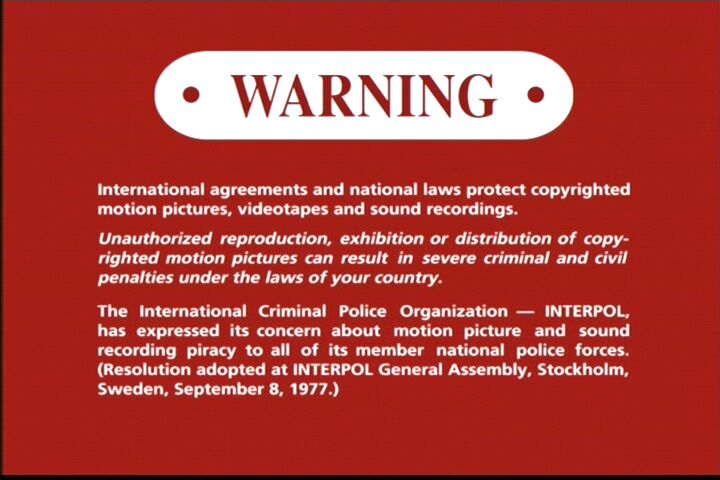 WARNING
International agreements and national laws protect copyrighted
motion pictures, videotapes and sound recordings.
Unauthorized reproduction, exhibition or distribution of copy-
righted motion pictures can result in severe criminal and civil
penalties under the laws of your country.
The International Criminal Police Organization — INTERPOL,
has expressed its concern about motion picture and sound
recording piracy to all of its member national police forces.
(Resolution adopted at INTERPOL General Assembly, Stockholm,
Sweden, September 8, 1977.)